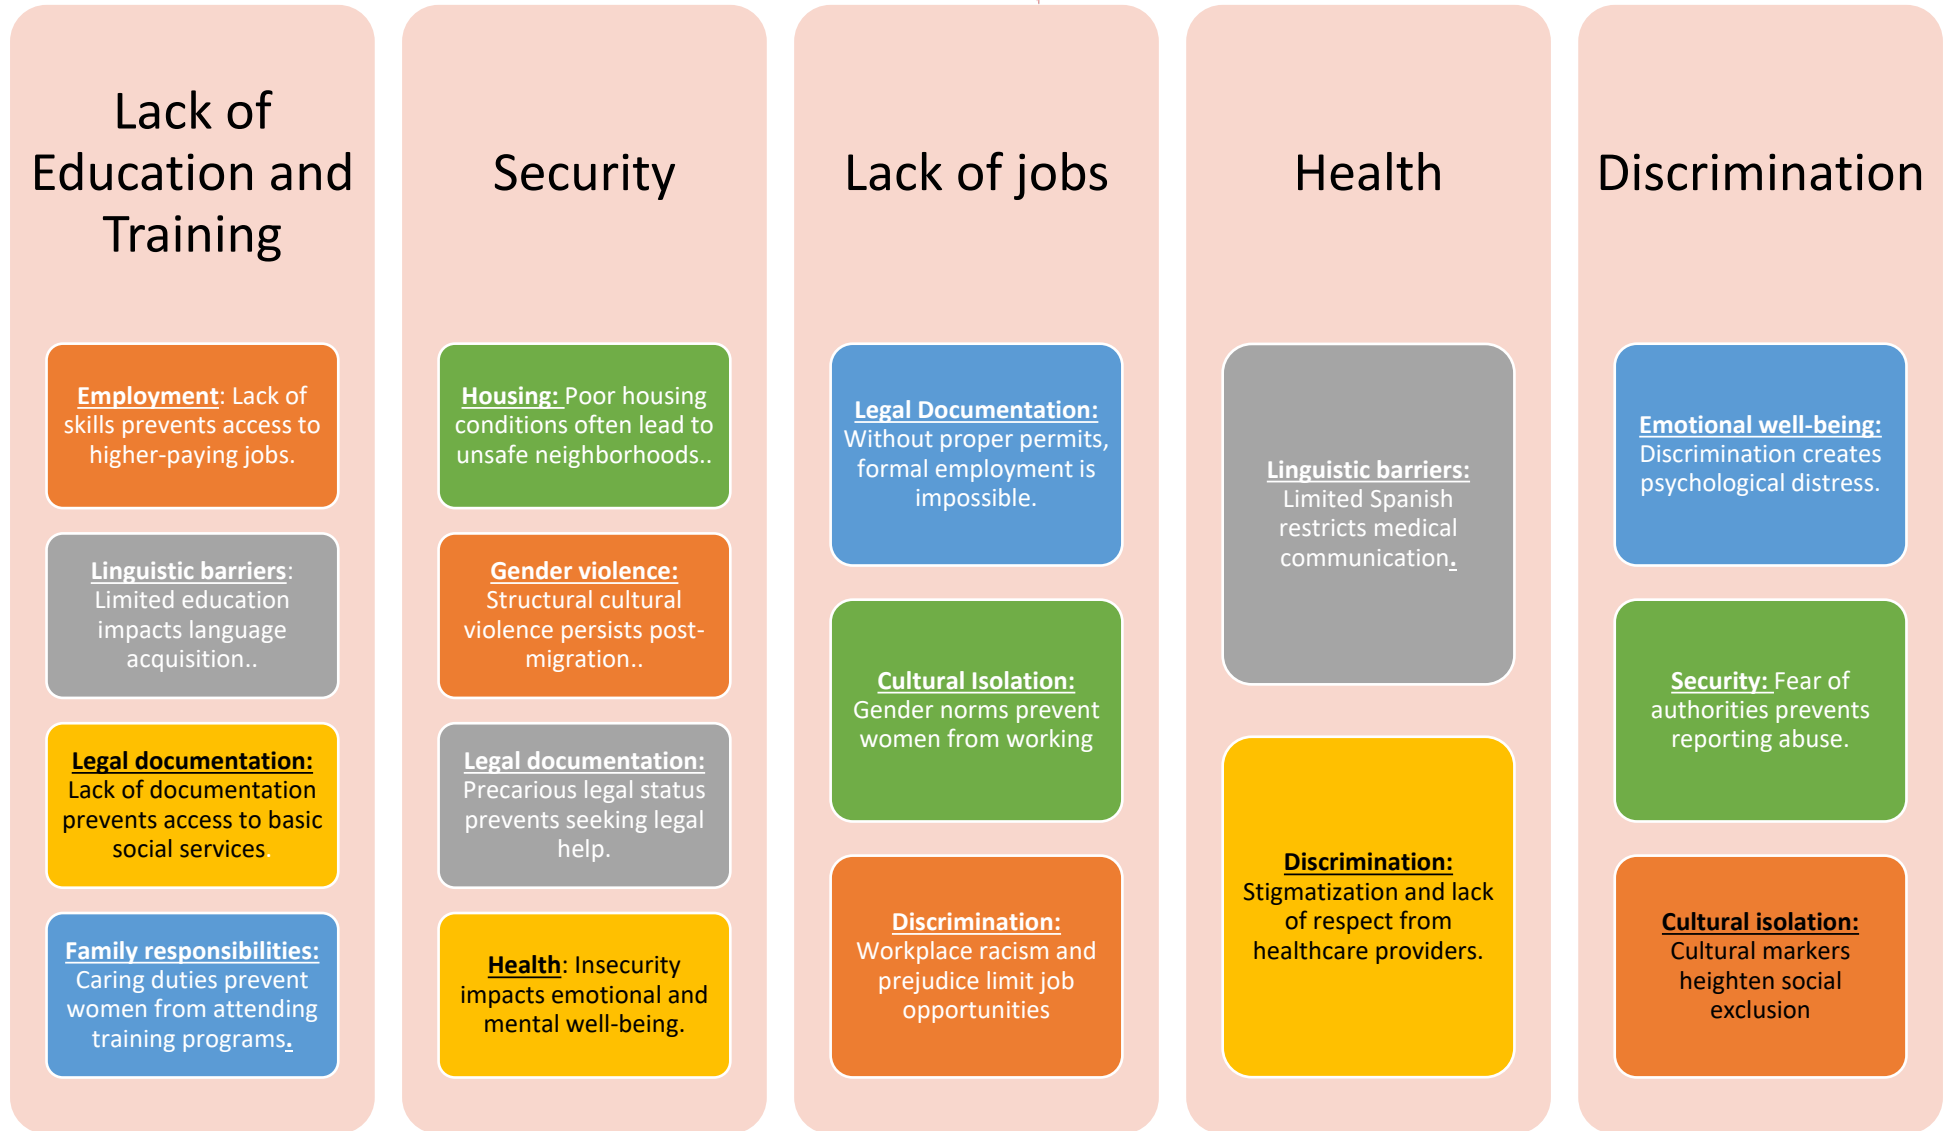 Lack of
Education and
Training
Employment: Lack of
skills prevents access to
higher-paying jobs.
Linguistic barriers:
Limited education
impacts language
acquisition..
Legal documentation:
Lack of documentation
prevents access to basic
social services.
Family responsibilities:
Caring duties prevent
women from attending
training programs.
Security
Housing: Poor housing
conditions often lead to
unsafe neighborhoods..
Gender violence:
Structural cultural
violence persists post-
migration..
Legal documentation:
Precarious legal status
prevents seeking legal
help.
Health: Insecurity
impacts emotional and
mental well-being.
Lack of jobs
Legal Documentation:
Without proper permits,
formal employment is
impossible.
Cultural Isolation:
Gender norms prevent
women from working
Discrimination:
Workplace racism and
prejudice limit job
opportunities
Health
Linguistic barriers:
Limited Spanish
restricts medical
communication.
Discrimination:
Stigmatization and lack
of respect from
healthcare providers.
Discrimination
Emotional well-being:
Discrimination creates
psychological distress.
Security: Fear of
authorities prevents
reporting abuse.
Cultural isolation:
Cultural markers
heighten social
exclusion